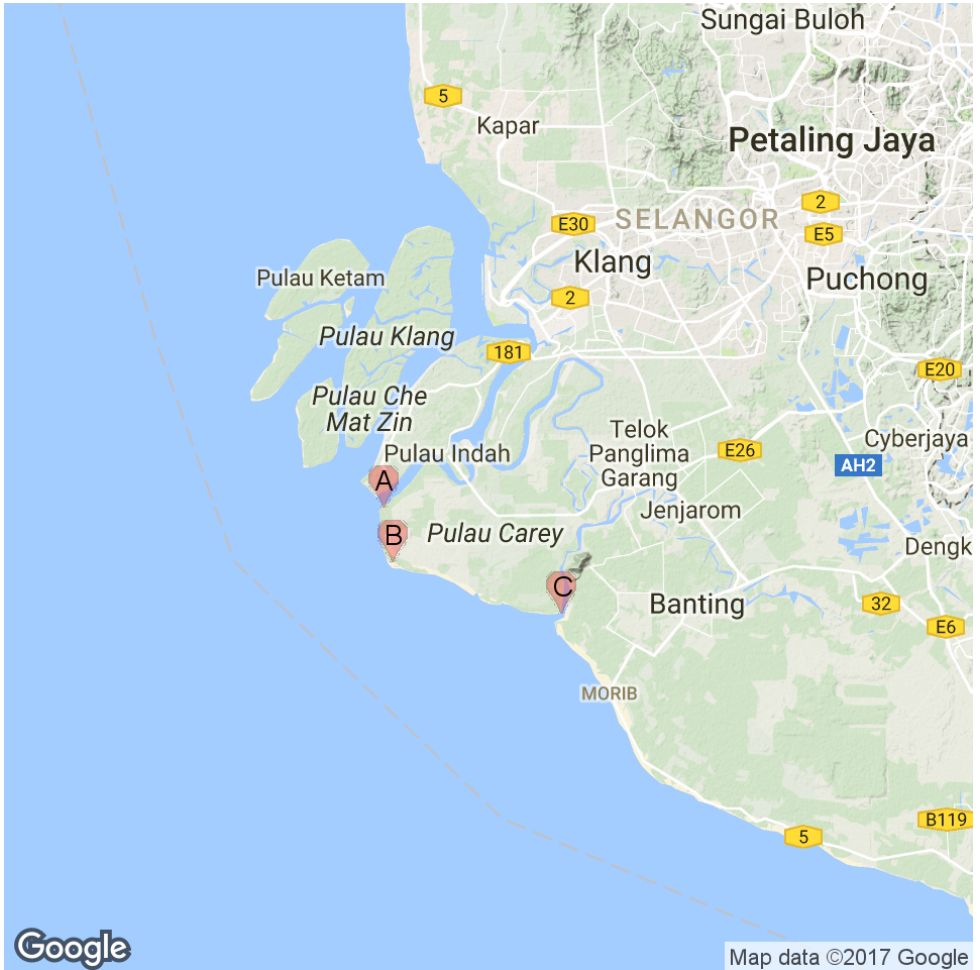 Sungai Buloh
5
Kapar
Petaling Jaya
2
SELANGOR
E30
E5
Klang
Pulau Ketam
Puchong
2
Pulau Klang
181
E20
Pulau Che
Mat Zin
Telok
Panglima
Garang
Cyberjaya
E26
Pulau Indah
AH2
A
Jenjarom
B
Pulau Carey
Dengk
C
Banting
32
E6
MORIB
B119
5
Google
Map data ©2017 Google